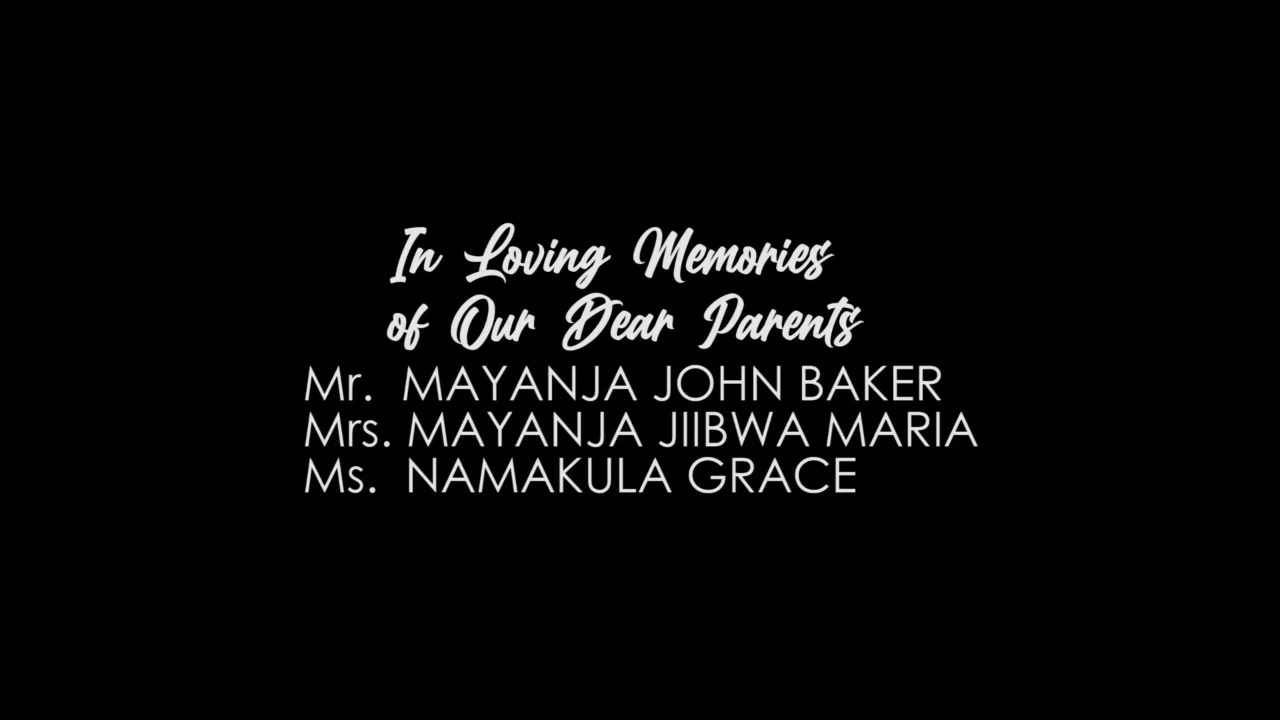 In Loving Memories
of Our Dear Parents
Mr. MAYANJA JOHN BAKER
Mrs. MAYANJA JIIBWA MARIA
Ms. NAMAKULA GRACE